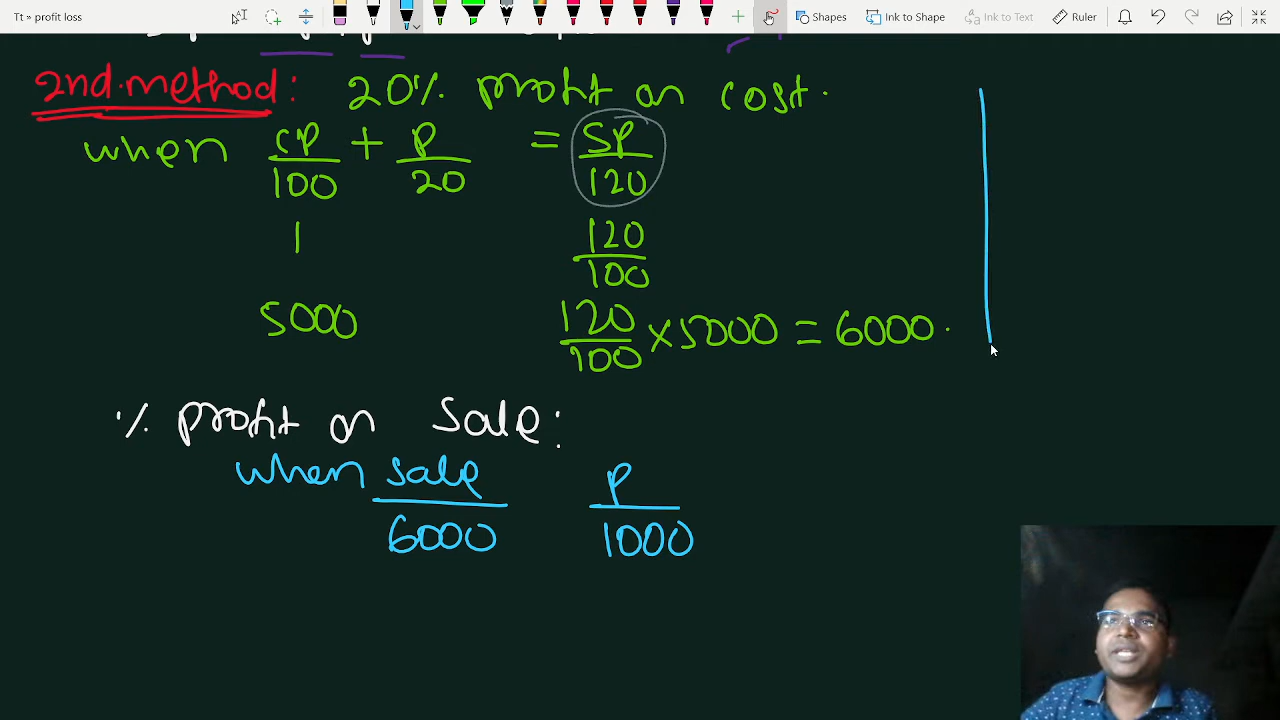 Tt » profit loss
Shapes Ink to Shape Ink to Text Ruler
2nd.method: 20% profit on cost.
when CP + P = SP
100 20 120
1 120
100
5000 120 x 5000 = 6000.
100
% profit on Sale:
when sale P
6000 1000